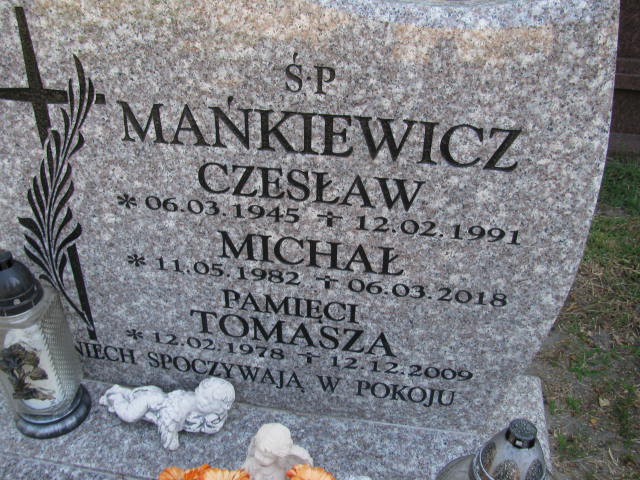 Ś.P
MAŃKIEWICZ
CZESŁAW
* 06.03.1945 ✝ 12.02.1991
MICHAŁ
* 11.05.1982 ✝ 06.03.2018
PAMIĘCI
TOMASZA
* 12.02.1978 ✝ 12.12.2009
NIECH SPOCZYWAJĄ W POKOJU